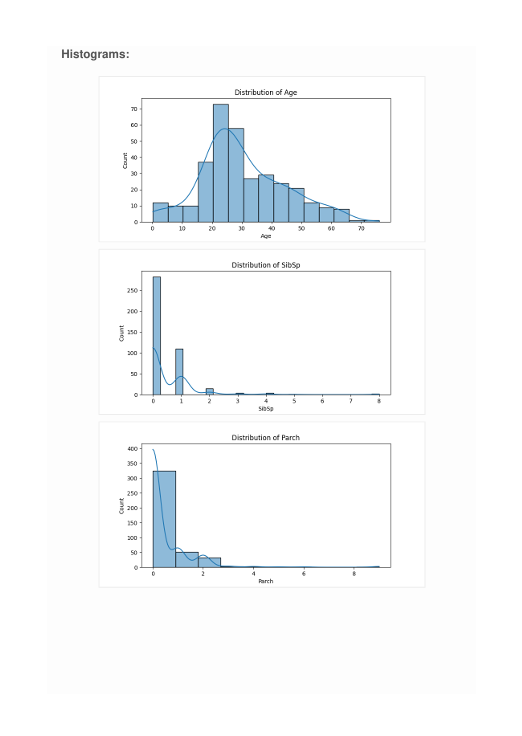 Histograms:
Distribution of Age
70
60
50
40
30
20
10
0
Count
0 10 20 30 40 50 60 70
Age
Distribution of SibSp
250
200
150
100
50
0
Count
0 1 2 3 4 5 6 7 8
SibSp
Distribution of Parch
400
350
300
250
200
150
100
50
0
Count
0 2 4 6 8
Parch